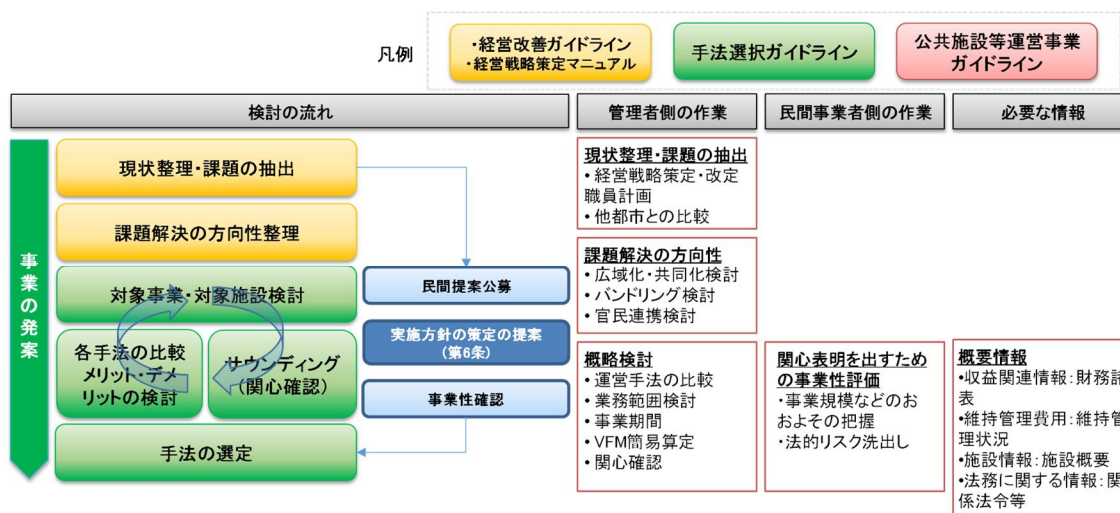 凡例
・経営改善ガイドライン
・経営戦略策定マニュアル
手法選択ガイドライン
公共施設等運営事業
ガイドライン
検討の流れ
管理者側の作業
民間事業者側の作業
必要な情報
事業の発案
現状整理・課題の抽出
課題解決の方向性整理
対象事業・対象施設検討
各手法の比較
メリット・デメ
リットの検討
サウンディング
(関心確認)
手法の選定
民間提案公募
実施方針の策定の提案
(第6条)
事業性確認
現状整理・課題の抽出
• 経営戦略策定・改定
職員計画
• 他都市との比較
課題解決の方向性
• 広域化・共同化検討
• バンドリング検討
• 官民連携検討
概略検討
• 運営手法の比較
• 業務範囲検討
• 事業期間
• VFM簡易算定
• 関心確認
関心表明を出すため
の事業性評価
・事業規模などのお
およその把握
・法的リスク洗出し
概要情報
•収益関連情報:財務諸
表
•維持管理費用:維持管
理状況
•施設情報:施設概要
•法務に関する情報:関
係法令等